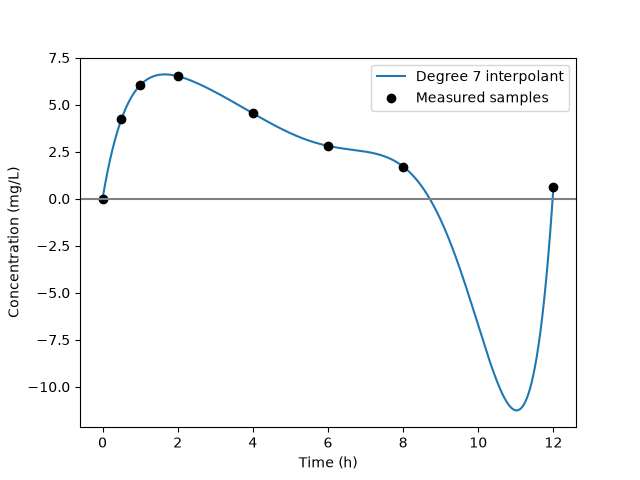 Degree 7 interpolant
Measured samples
Concentration (mg/L)
7.5
5.0
2.5
0.0
−2.5
−5.0
−7.5
−10.0
0 2 4 6 8 10 12
Time (h)